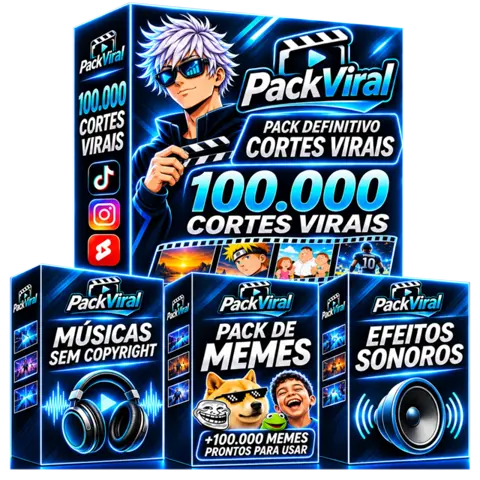 PackViral
100.000
CORTES
VIRAIS
PackViral
PACK DEFINITIVO
CORTES VIRAIS
100.000
CORTES VIRAIS
10
PackViral
MÚSICAS
SEM COPYRIGHT
PackViral
PACK DE
MEMES
+100.000 MEMES
PRONTOS PARA USAR
PackViral
EFEITOS
SONOROS